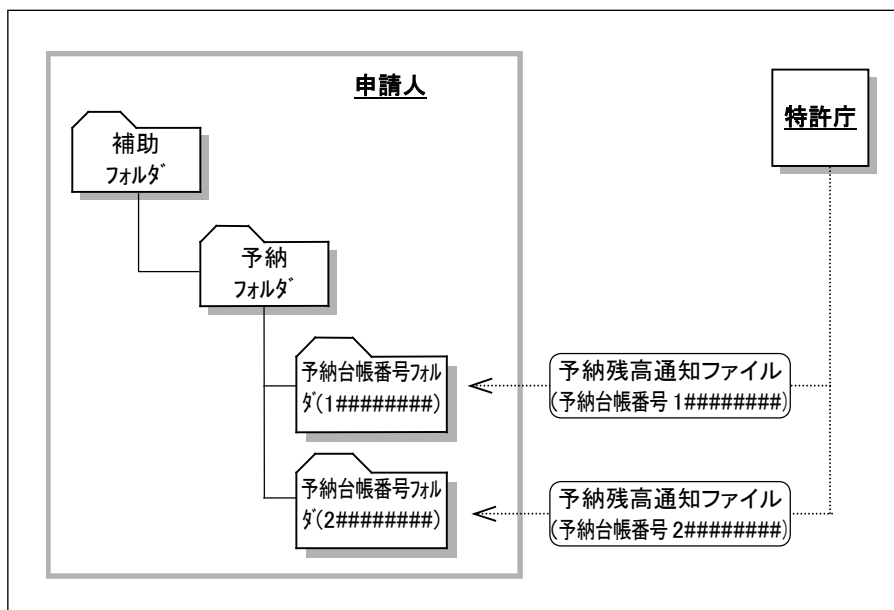 申請人
特許庁
補助
フォルダ
予納
フォルダ
予納台帳番号フォル
ダ(1########)
予納残高通知ファイル
(予納台帳番号 1########)
予納台帳番号フォル
ダ(2########)
予納残高通知ファイル
(予納台帳番号 2########)